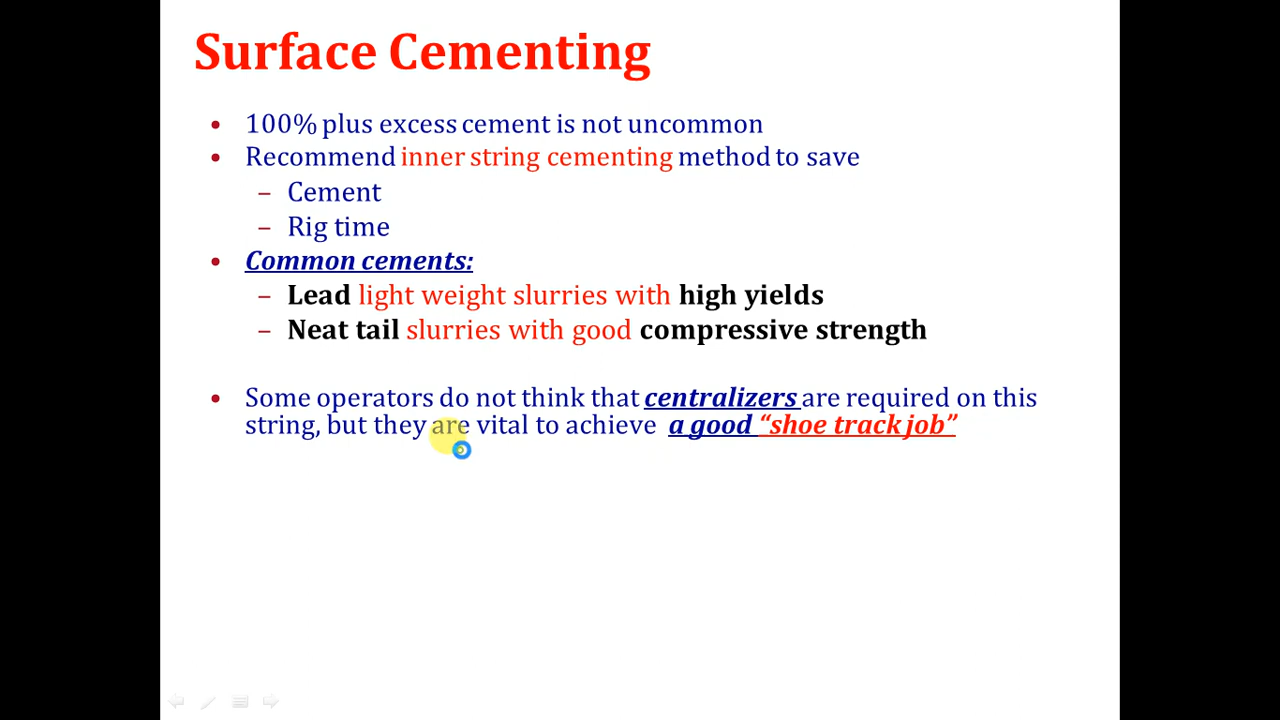 Surface Cementing
• 100% plus excess cement is not uncommon
• Recommend inner string cementing method to save
– Cement
– Rig time
• Common cements:
– Lead light weight slurries with high yields
– Neat tail slurries with good compressive strength
• Some operators do not think that centralizers are required on this
string, but they are vital to achieve a good “shoe track job”